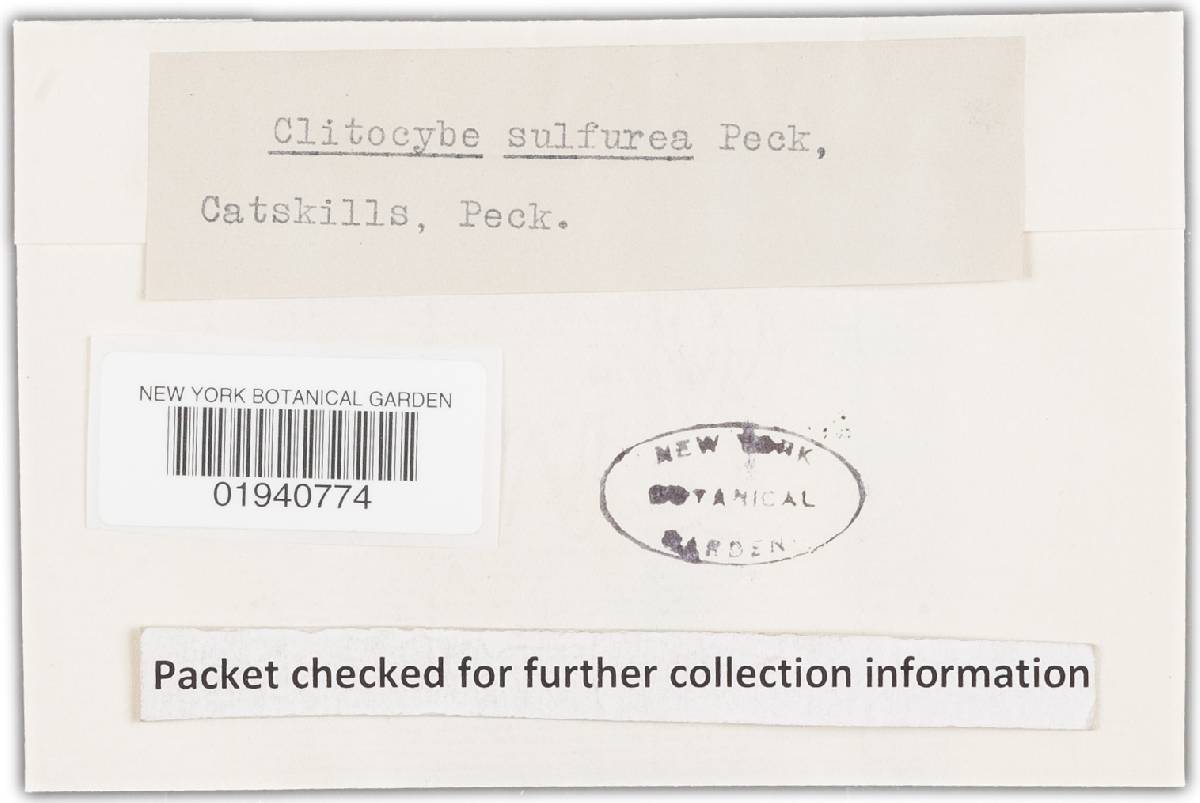 Clitocybe sulfurea Peck,
Catskills, Peck.
NEW YORK BOTANICAL GARDEN
01940774
NEW YORK
BOTANICAL
GARDEN
Packet checked for further collection information